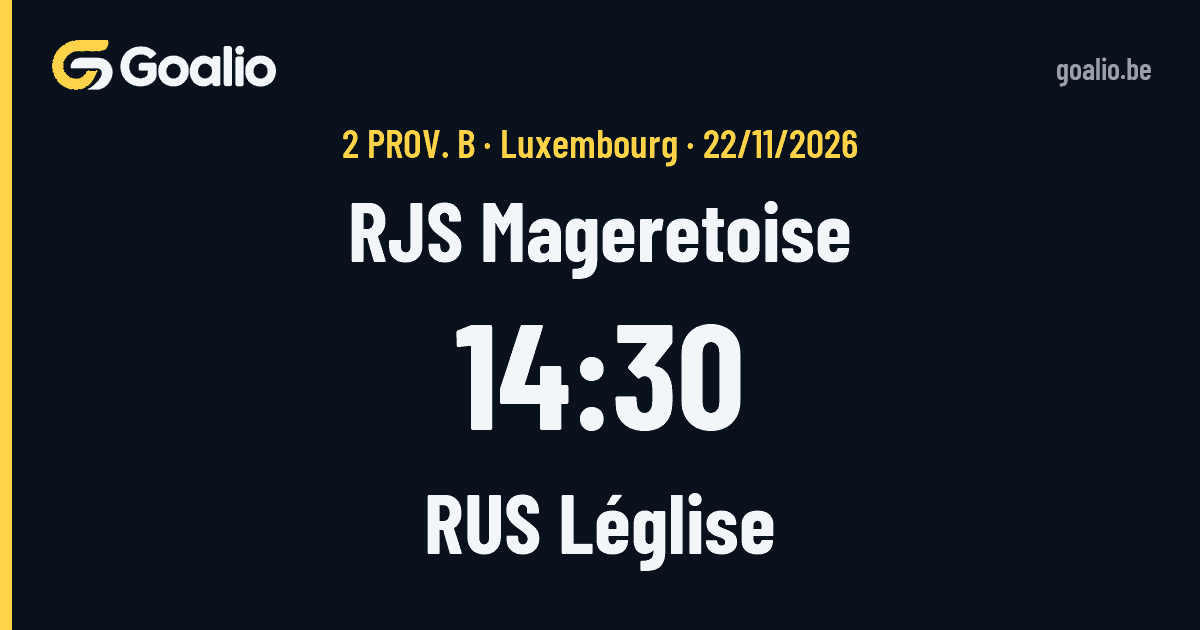 Goalio
goalio.be
2 PROV. B · Luxembourg · 22/11/2026
RJS Mageretoise
14:30
RUS Léglise